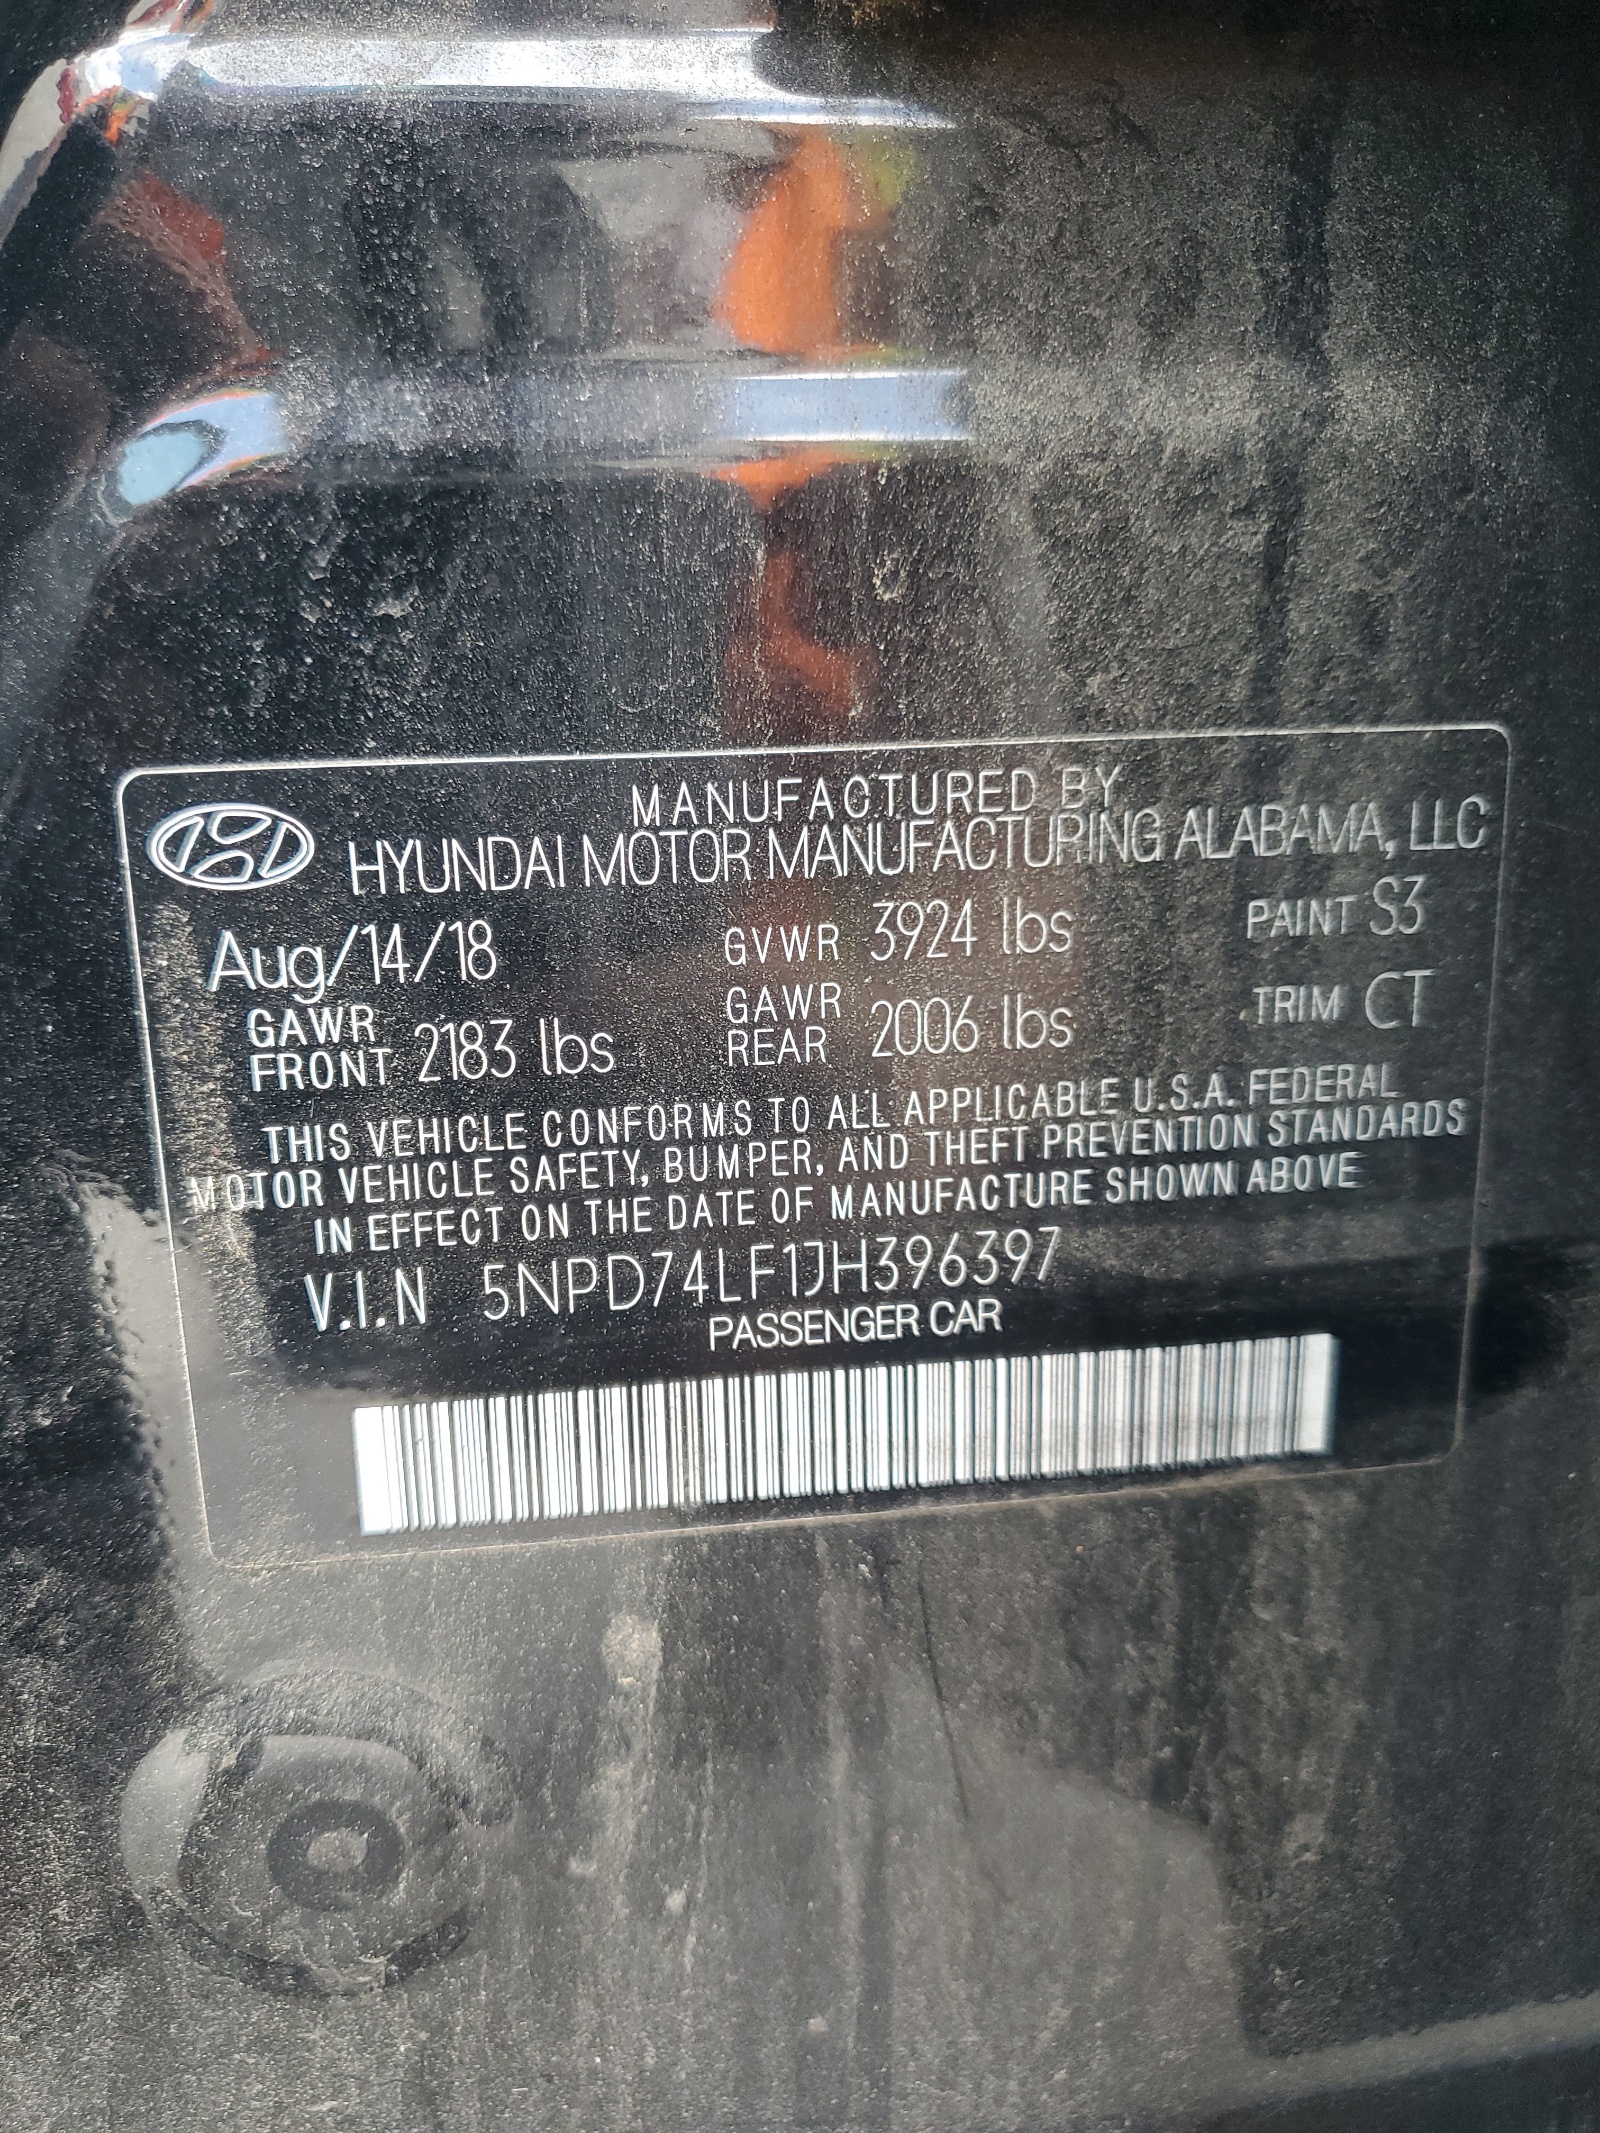 MANUFACTURED BY
HYUNDAI MOTOR MANUFACTURING ALABAMA, LLC
Aug/14/18 GVWR 3924 lbs PAINT S3
GAWR FRONT 2183 lbs GAWR REAR 2006 lbs TRIM CT
THIS VEHICLE CONFORMS TO ALL APPLICABLE U.S.A. FEDERAL
MOTOR VEHICLE SAFETY, BUMPER, AND THEFT PREVENTION STANDARDS
IN EFFECT ON THE DATE OF MANUFACTURE SHOWN ABOVE
V.I.N 5NPD74LF1JH396397
PASSENGER CAR